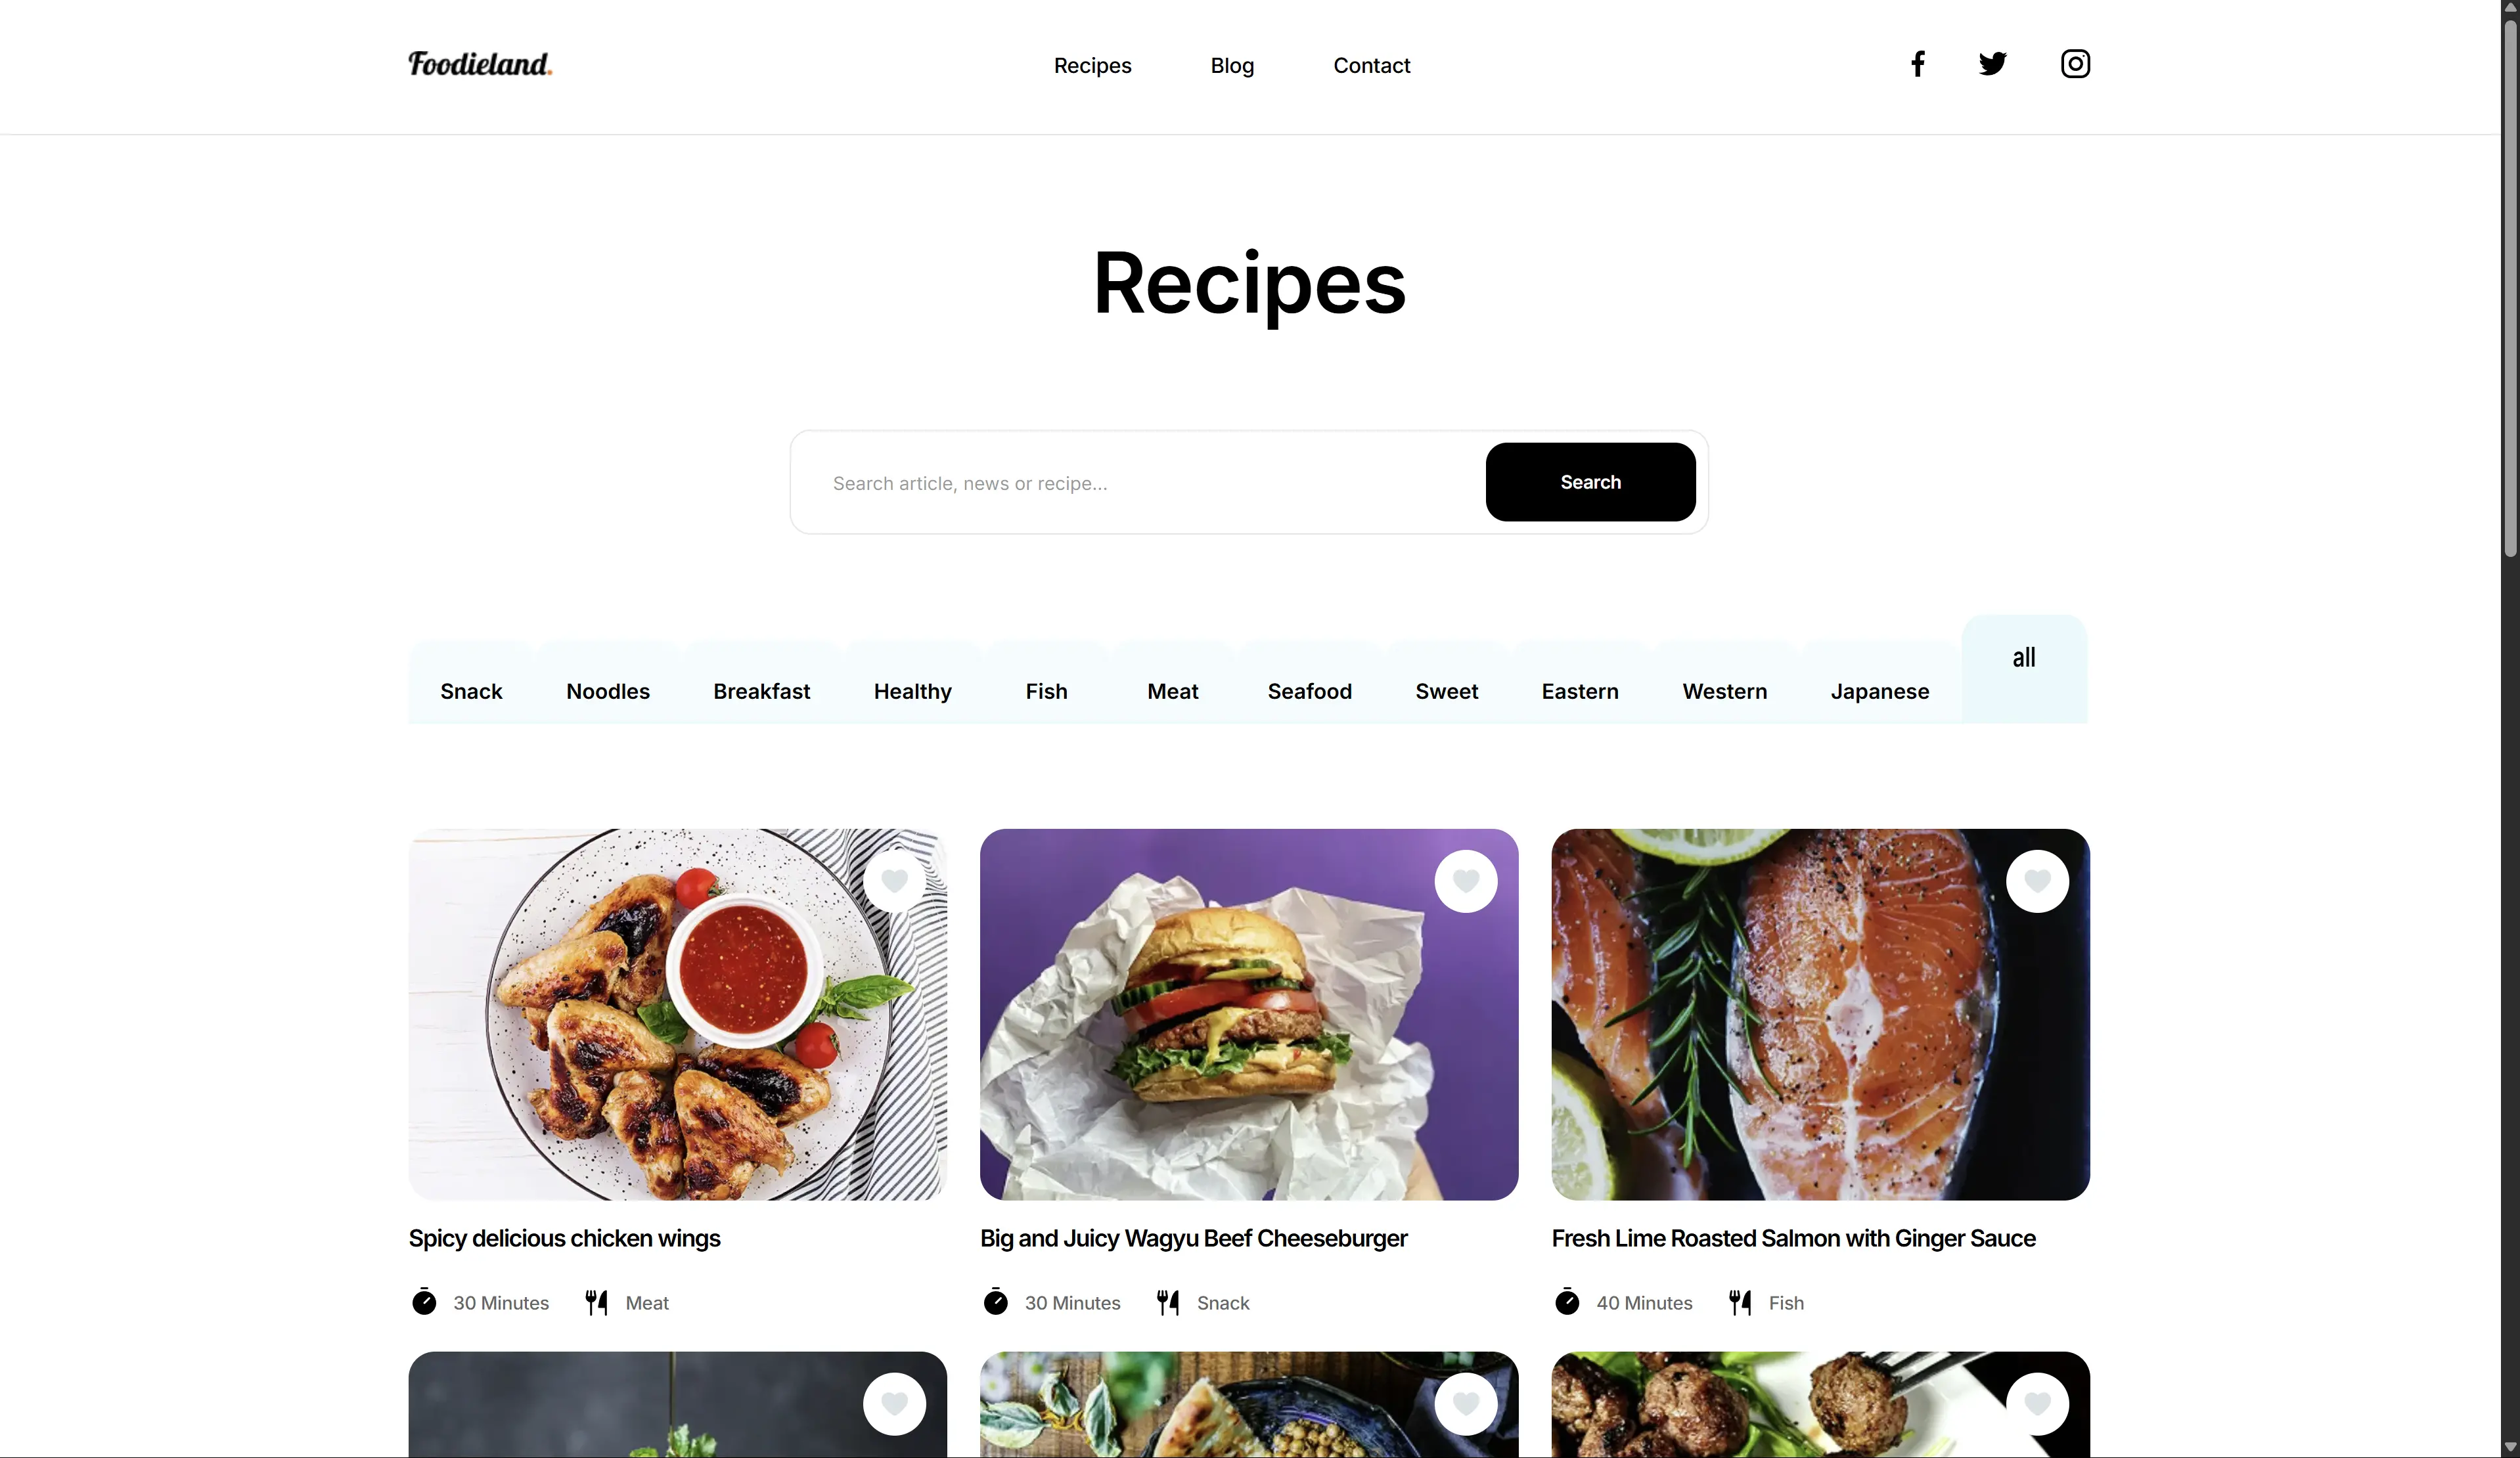 Foodieland.
Recipes Blog Contact
Recipes
Search article, news or recipe...
Search
Snack Noodles Breakfast Healthy Fish Meat Seafood Sweet Eastern Western Japanese all
Spicy delicious chicken wings
30 Minutes Meat
Big and Juicy Wagyu Beef Cheeseburger
30 Minutes Snack
Fresh Lime Roasted Salmon with Ginger Sauce
40 Minutes Fish